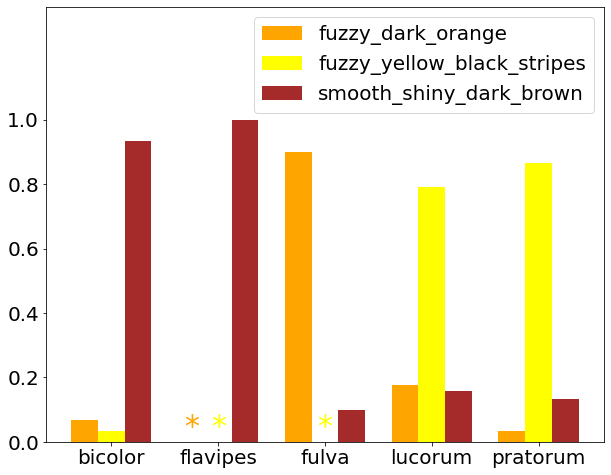 fuzzy_dark_orange
fuzzy_yellow_black_stripes
smooth_shiny_dark_brown
1.0
0.8
0.6
0.4
0.2
0.0
* * *
bicolor flavipes fulva lucorum pratorum